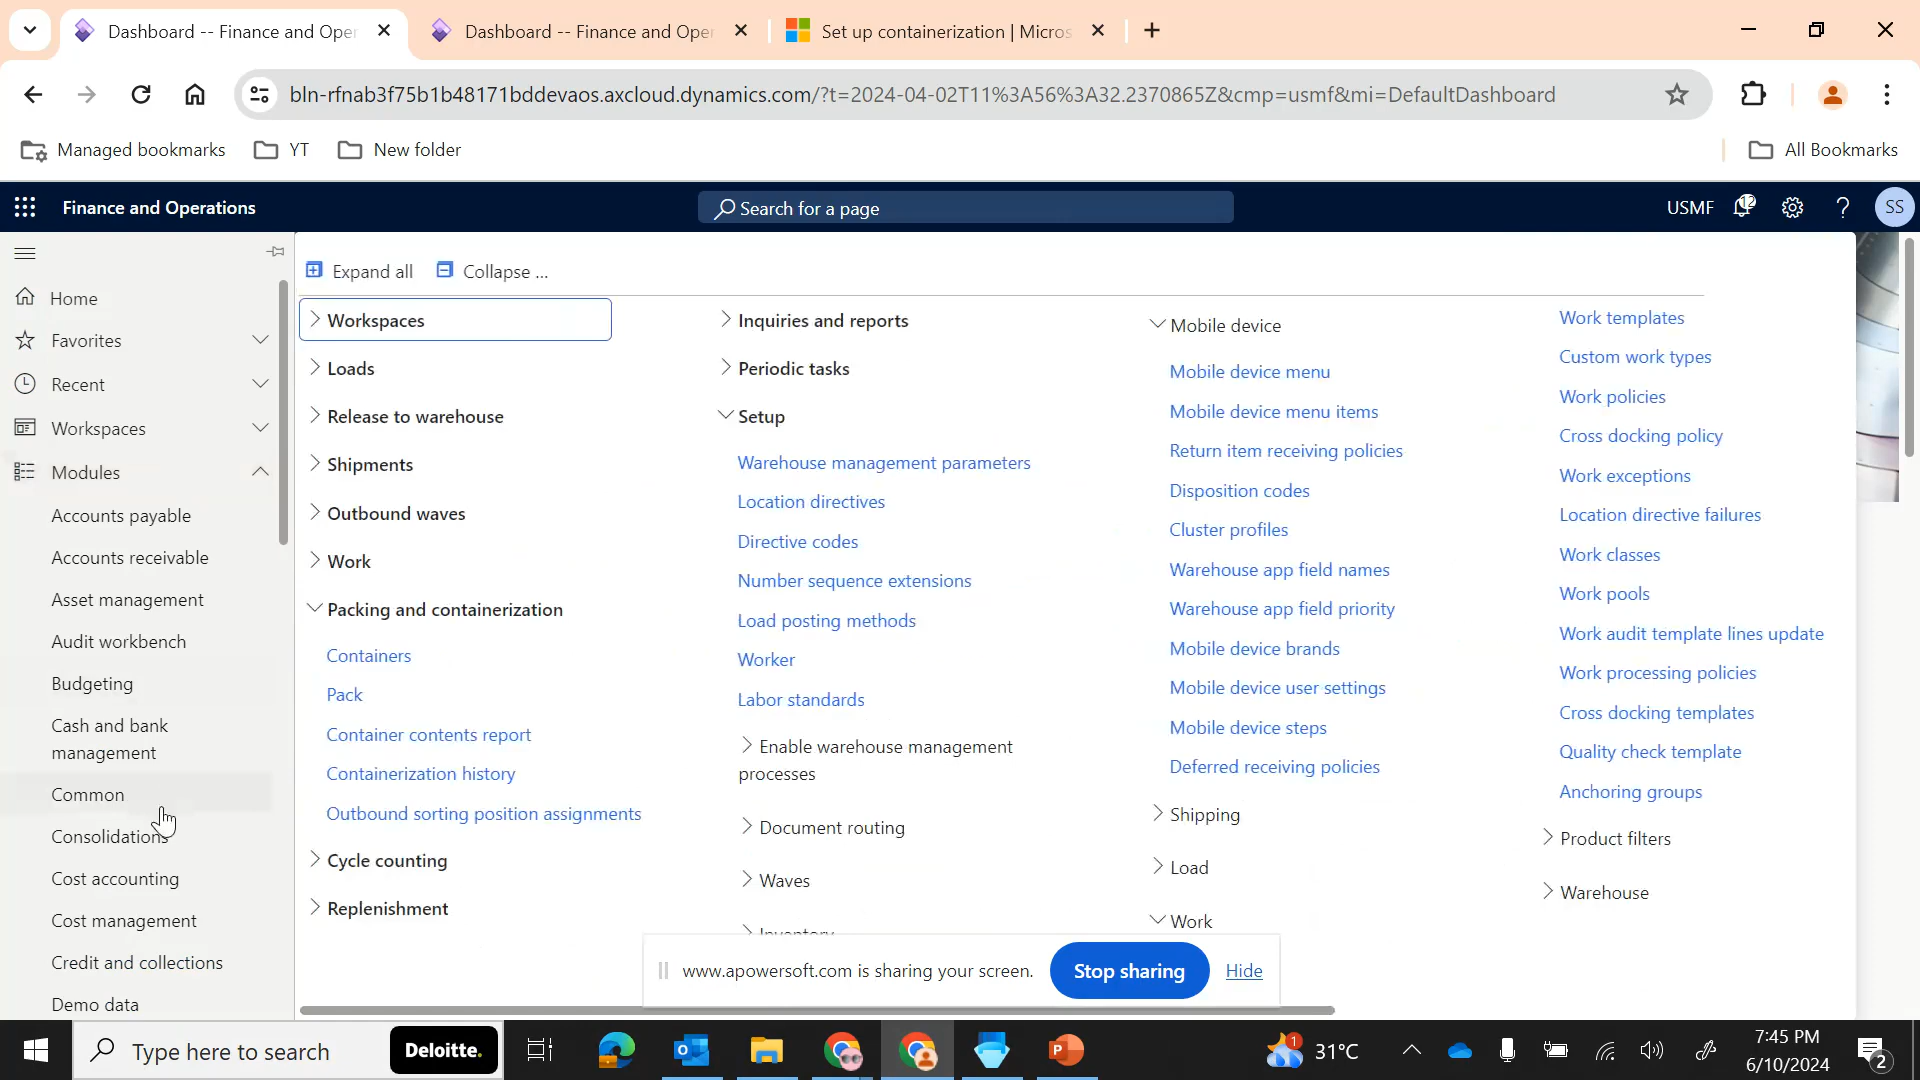 Dashboard -- Finance and Oper
Dashboard -- Finance and Oper
Set up containerization | Micros
bln-rfnab3f75b1b48171bddevaos.axcloud.dynamics.com/?t=2024-04-02T11%3A56%3A32.2370865Z&cmp=usmf&mi=DefaultDashboard
Managed bookmarks
YT
New folder
All Bookmarks
Finance and Operations
Search for a page
USMF
12
?
SS
Home
Favorites
Recent
Workspaces
Modules
Accounts payable
Accounts receivable
Asset management
Audit workbench
Budgeting
Cash and bank
management
Common
Consolidations
Cost accounting
Cost management
Credit and collections
Demo data
Expand all
Collapse ...
Workspaces
Loads
Release to warehouse
Shipments
Outbound waves
Work
Packing and containerization
Containers
Pack
Container contents report
Containerization history
Outbound sorting position assignments
Cycle counting
Replenishment
Inquiries and reports
Periodic tasks
Setup
Warehouse management parameters
Location directives
Directive codes
Number sequence extensions
Load posting methods
Worker
Labor standards
Enable warehouse management
processes
Document routing
Waves
Inventory
Mobile device
Mobile device menu
Mobile device menu items
Return item receiving policies
Disposition codes
Cluster profiles
Warehouse app field names
Warehouse app field priority
Mobile device brands
Mobile device user settings
Mobile device steps
Deferred receiving policies
Shipping
Load
Work
Work templates
Custom work types
Work policies
Cross docking policy
Work exceptions
Location directive failures
Work classes
Work pools
Work audit template lines update
Work processing policies
Cross docking templates
Quality check template
Anchoring groups
Product filters
Warehouse
www.apowersoft.com is sharing your screen.
Stop sharing
Hide
Type here to search
Deloitte.
1
31°C
7:45 PM
6/10/2024
2